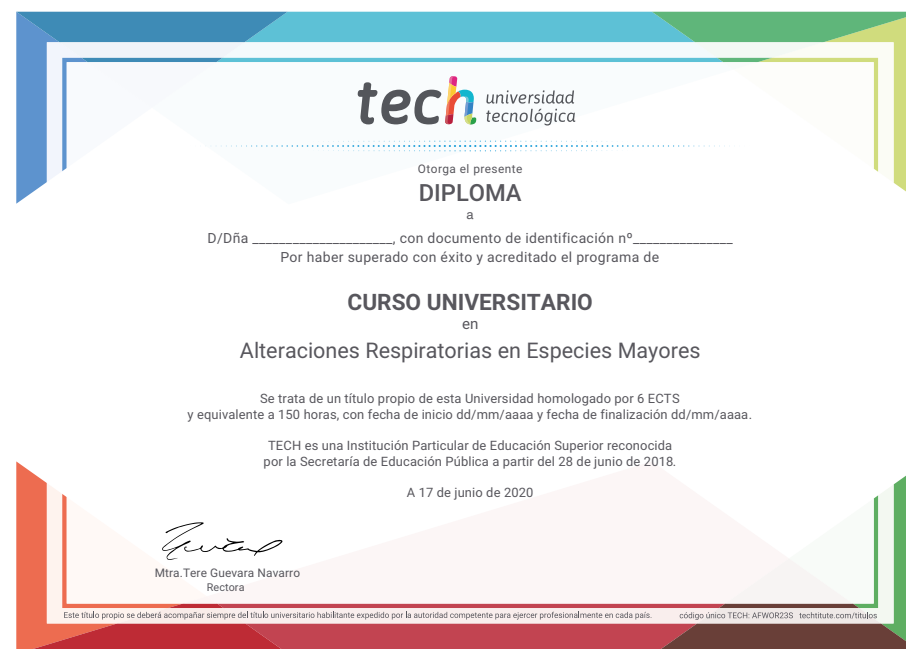 tech universidad
tecnológica
Otorga el presente
DIPLOMA
a
D/Dña _____________________, con documento de identificación nº_______________
Por haber superado con éxito y acreditado el programa de
CURSO UNIVERSITARIO
en
Alteraciones Respiratorias en Especies Mayores
Se trata de un título propio de esta Universidad homologado por 6 ECTS
y equivalente a 150 horas, con fecha de inicio dd/mm/aaaa y fecha de finalización dd/mm/aaaa.
TECH es una Institución Particular de Educación Superior reconocida
por la Secretaría de Educación Pública a partir del 28 de junio de 2018.
A 17 de junio de 2020
Mtra.Tere Guevara Navarro
Rectora
Este título propio se deberá acompañar siempre del título universitario habilitante expedido por la autoridad competente para ejercer profesionalmente en cada país. código único TECH: AFWOR23S techtitute.com/titulos